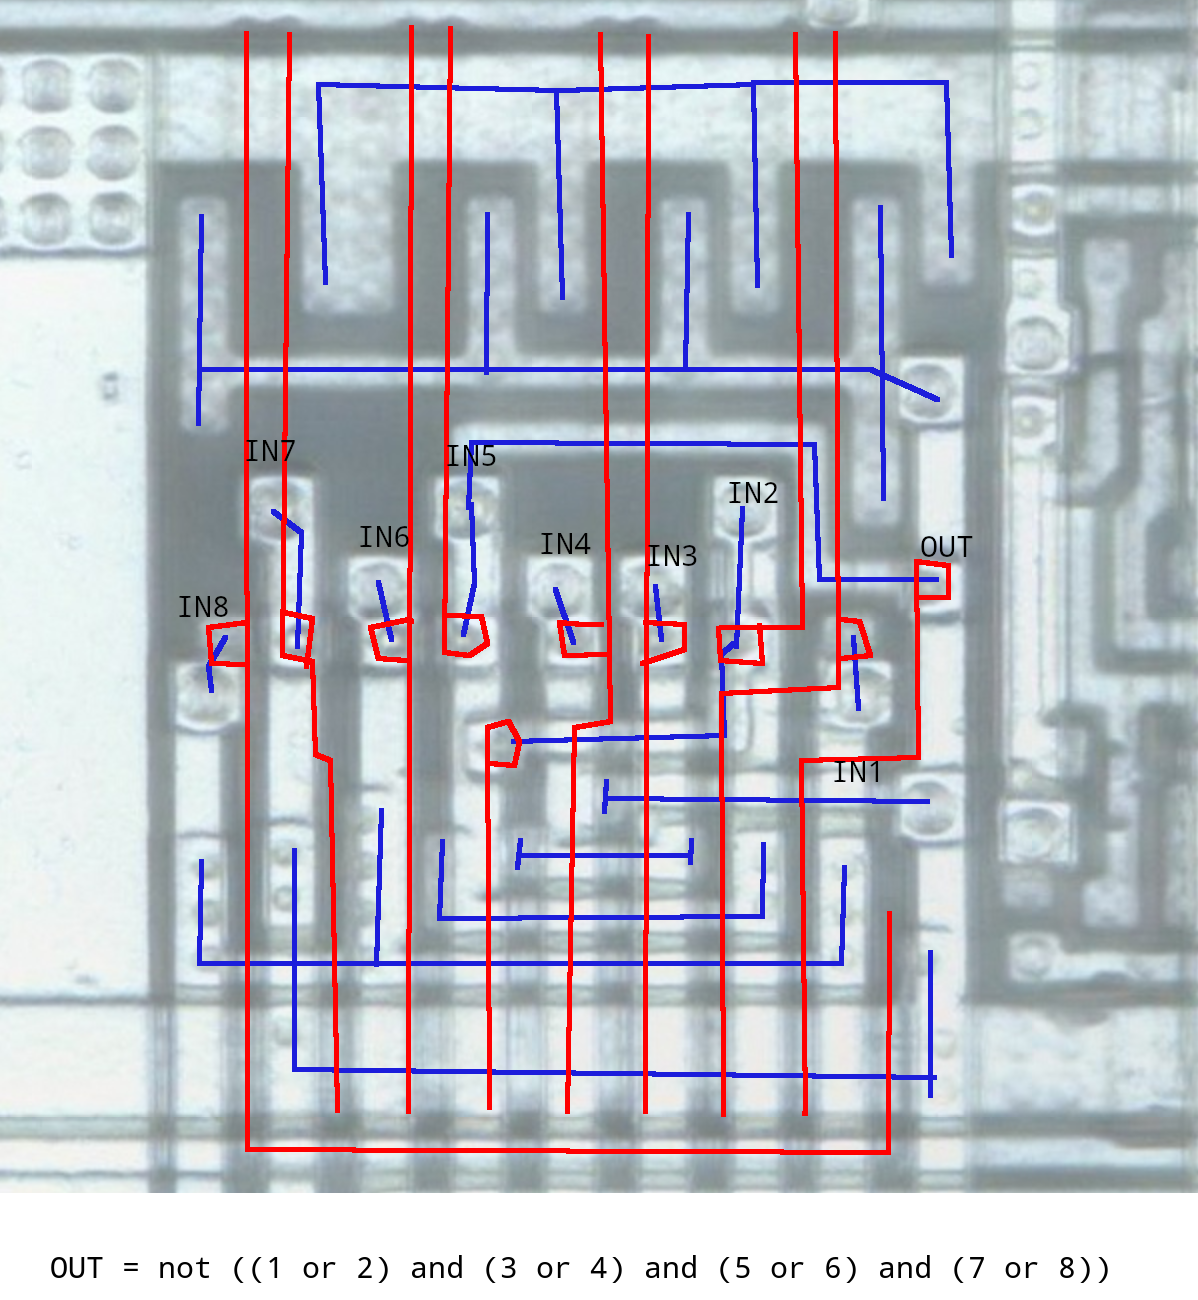 IN7
IN5
IN2
IN6
IN4
IN3
OUT
IN8
IN1
OUT = not ((1 or 2) and (3 or 4) and (5 or 6) and (7 or 8))